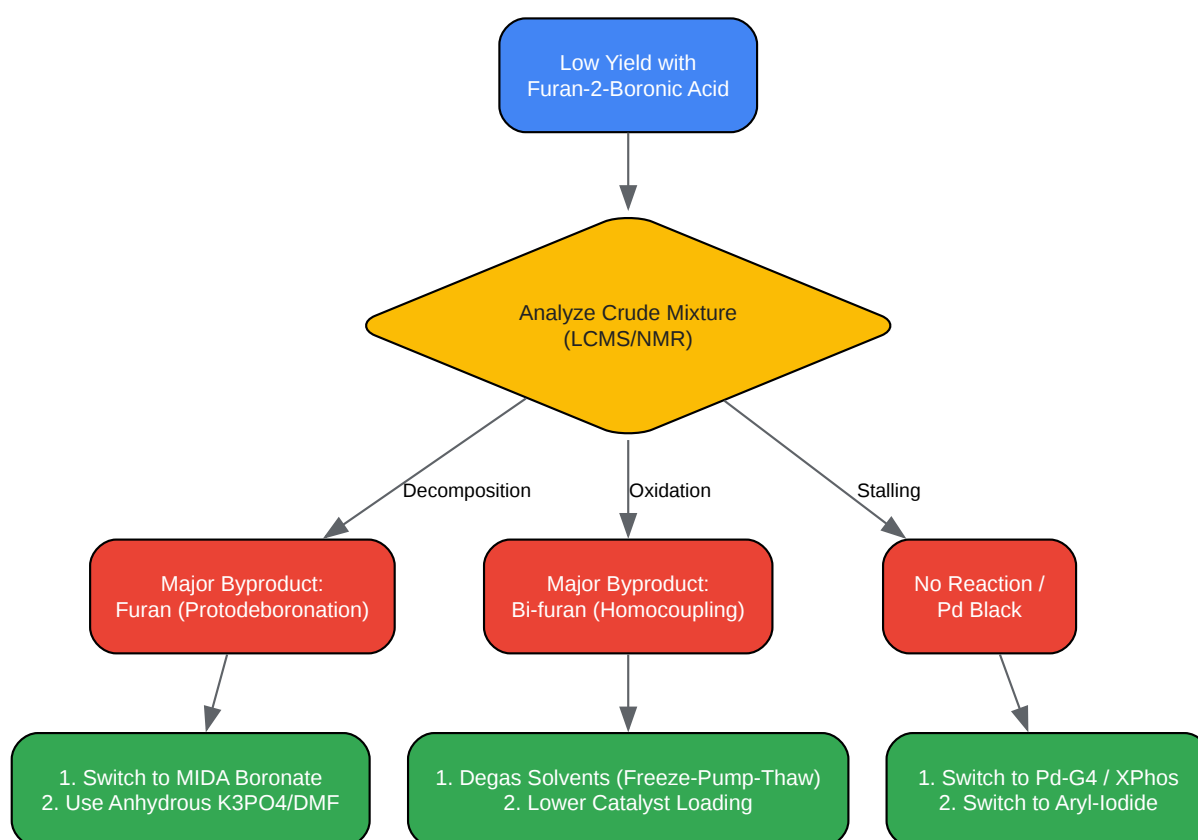 Low Yield with
Furan-2-Boronic Acid
Analyze Crude Mixture
(LCMS/NMR)
Decomposition
Oxidation
Stalling
Major Byproduct:
Furan (Protodeboronation)
Major Byproduct:
Bi-furan (Homocoupling)
No Reaction /
Pd Black
1. Switch to MIDA Boronate
2. Use Anhydrous K3PO4/DMF
1. Degas Solvents (Freeze-Pump-Thaw)
2. Lower Catalyst Loading
1. Switch to Pd-G4 / XPhos
2. Switch to Aryl-Iodide